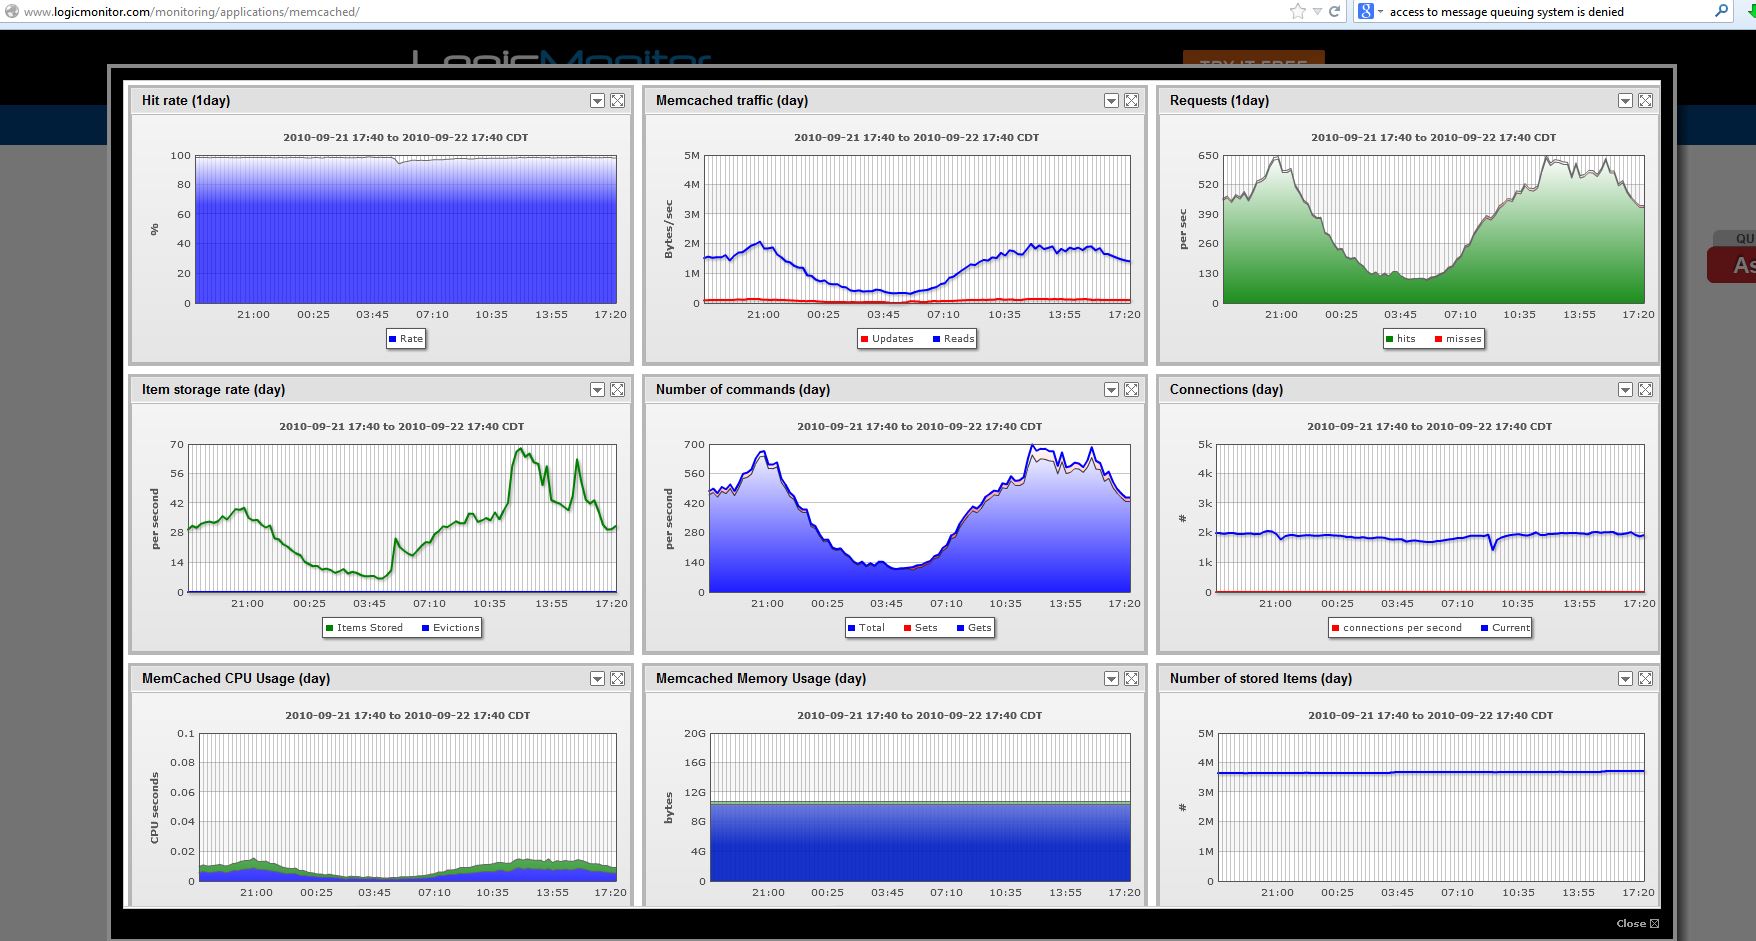 www.logicmonitor.com/monitoring/applications/memcached/
access to message queuing system is denied
LogicMonitor
TRY IT FREE
Hit rate (1day)
2010-09-21 17:40 to 2010-09-22 17:40 CDT
%
100
80
60
40
20
0
21:00 00:25 03:45 07:10 10:35 13:55 17:20
Rate
Memcached traffic (day)
2010-09-21 17:40 to 2010-09-22 17:40 CDT
Bytes/sec
5M
4M
3M
2M
1M
0
21:00 00:25 03:45 07:10 10:35 13:55 17:20
Updates Reads
Requests (1day)
2010-09-21 17:40 to 2010-09-22 17:40 CDT
per sec
650
520
390
260
130
0
21:00 00:25 03:45 07:10 10:35 13:55 17:20
hits misses
QU
As
Item storage rate (day)
2010-09-21 17:40 to 2010-09-22 17:40 CDT
per second
70
56
42
28
14
0
21:00 00:25 03:45 07:10 10:35 13:55 17:20
Items Stored Evictions
Number of commands (day)
2010-09-21 17:40 to 2010-09-22 17:40 CDT
per second
700
560
420
280
140
0
21:00 00:25 03:45 07:10 10:35 13:55 17:20
Total Sets Gets
Connections (day)
2010-09-21 17:40 to 2010-09-22 17:40 CDT
#
5k
4k
3k
2k
1k
0
21:00 00:25 03:45 07:10 10:35 13:55 17:20
connections per second Current
MemCached CPU Usage (day)
2010-09-21 17:40 to 2010-09-22 17:40 CDT
CPU seconds
0.1
0.08
0.06
0.04
0.02
0
21:00 00:25 03:45 07:10 10:35 13:55 17:20
Memcached Memory Usage (day)
2010-09-21 17:40 to 2010-09-22 17:40 CDT
bytes
20G
16G
12G
8G
4G
0
21:00 00:25 03:45 07:10 10:35 13:55 17:20
Number of stored Items (day)
2010-09-21 17:40 to 2010-09-22 17:40 CDT
#
5M
4M
3M
2M
1M
0
21:00 00:25 03:45 07:10 10:35 13:55 17:20
Close